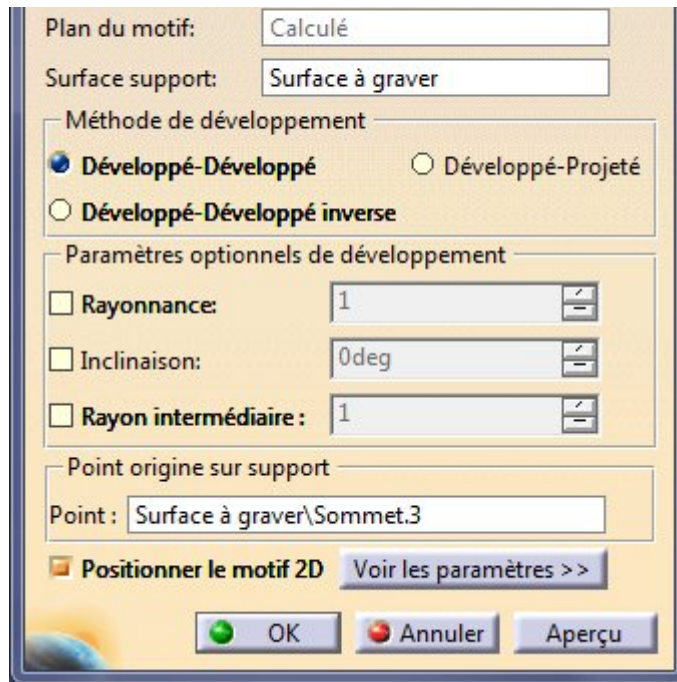 Plan du motif: Calculé
Surface support: Surface à graver
Méthode de développement
Développé-Développé Développé-Projeté
Développé-Développé inverse
Paramètres optionnels de développement
Rayonnance: 1
Inclinaison: 0deg
Rayon intermédiaire : 1
Point origine sur support
Point : Surface à graver\Sommet.3
Positionner le motif 2D Voir les paramètres >>
OK Annuler Aperçu